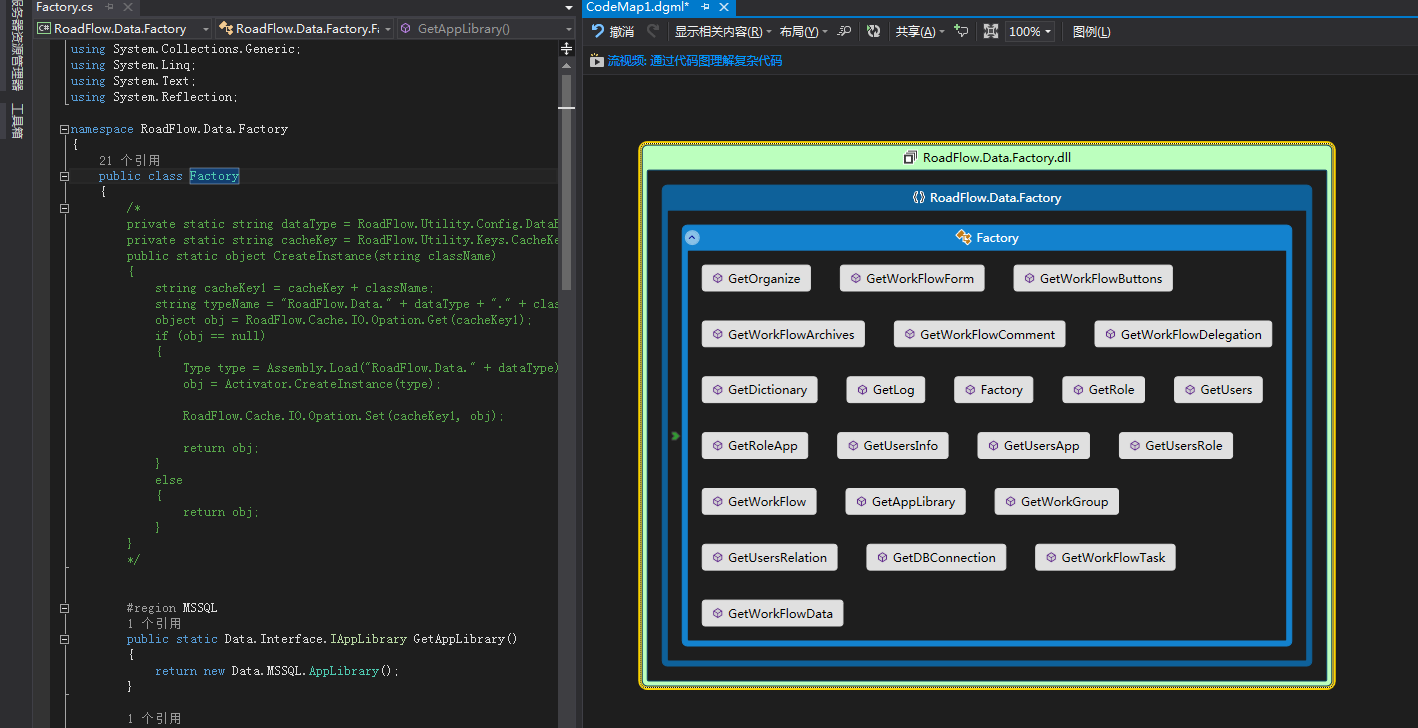 服务器资源管理器
工具箱
Factory.cs
RoadFlow.Data.Factory
RoadFlow.Data.Factory.F
GetAppLibrary()
using System.Collections.Generic;
using System.Linq;
using System.Text;
using System.Reflection;
namespace RoadFlow.Data.Factory
{
21 个引用
public class Factory
{
/*
private static string dataType = RoadFlow.Utility.Config.DataB
private static string cacheKey = RoadFlow.Utility.Keys.CacheKe
public static object CreateInstance(string className)
{
string cacheKey1 = cacheKey + className;
string typeName = "RoadFlow.Data." + dataType + "." + clas
object obj = RoadFlow.Cache.IO.Opation.Get(cacheKey1);
if (obj == null)
{
Type type = Assembly.Load("RoadFlow.Data." + dataType)
obj = Activator.CreateInstance(type);
RoadFlow.Cache.IO.Opation.Set(cacheKey1, obj);
return obj;
}
else
{
return obj;
}
}
*/
#region MSSQL
1 个引用
public static Data.Interface.IAppLibrary GetAppLibrary()
{
return new Data.MSSQL.AppLibrary();
}
1 个引用
CodeMap1.dgml*
撤消 显示相关内容(R) 布局(Y) 共享(A) 100% 图例(L)
流视频: 通过代码图理解复杂代码
RoadFlow.Data.Factory.dll
RoadFlow.Data.Factory
Factory
GetOrganize GetWorkFlowForm GetWorkFlowButtons
GetWorkFlowArchives GetWorkFlowComment GetWorkFlowDelegation
GetDictionary GetLog Factory GetRole GetUsers
GetRoleApp GetUsersInfo GetUsersApp GetUsersRole
GetWorkFlow GetAppLibrary GetWorkGroup
GetUsersRelation GetDBConnection GetWorkFlowTask
GetWorkFlowData